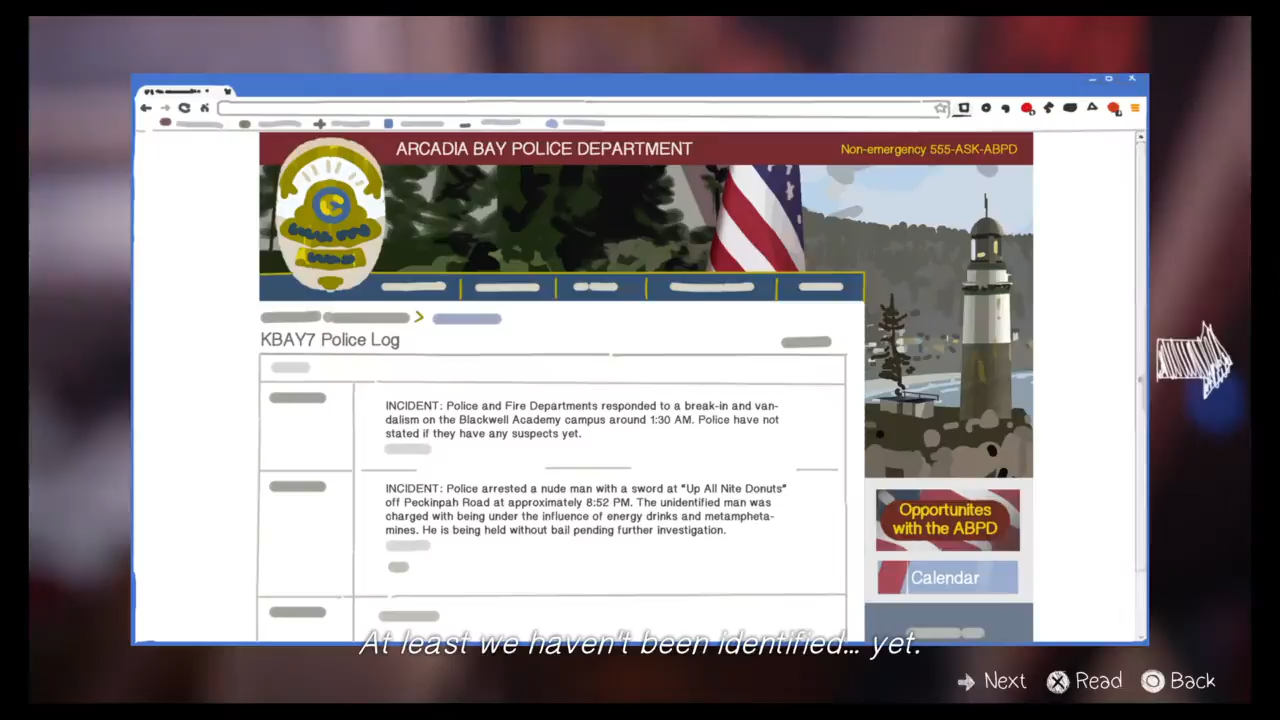 ARCADIA BAY POLICE DEPARTMENT
Non-emergency 555-ASK-ABPD
KBAY7 Police Log
INCIDENT: Police and Fire Departments responded to a break-in and van-
dalism on the Blackwell Academy campus around 1:30 AM. Police have not
stated if they have any suspects yet.
INCIDENT: Police arrested a nude man with a sword at "Up All Nite Donuts"
off Peckinpah Road at approximately 8:52 PM. The unidentified man was
charged with being under the influence of energy drinks and metampheta-
mines. He is being held without bail pending further investigation.
Opportunites
with the ABPD
Calendar
At least we haven't been identified... yet.
Next
Read
Back